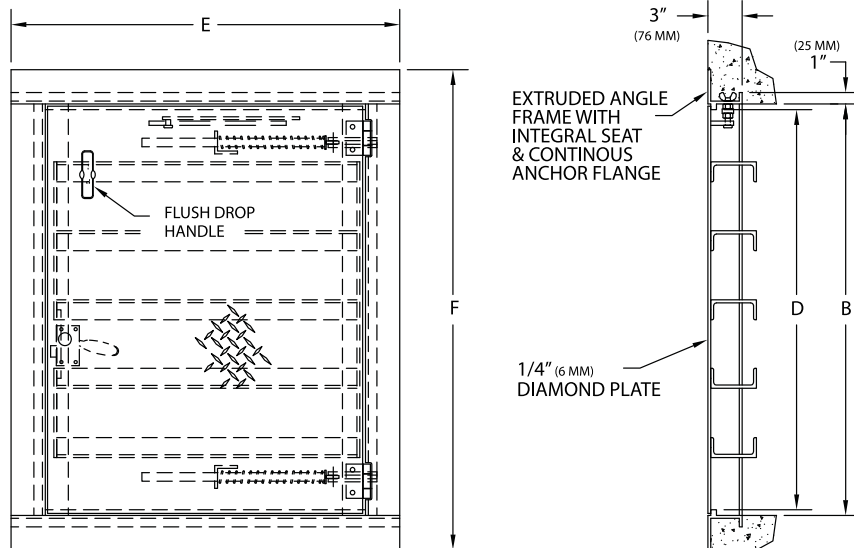 E
3"
(76 MM)
(25 MM)
1"
EXTRUDED ANGLE
FRAME WITH
INTEGRAL SEAT
& CONTINOUS
ANCHOR FLANGE
FLUSH DROP
HANDLE
F
D
B
1/4" (6 MM)
DIAMOND PLATE